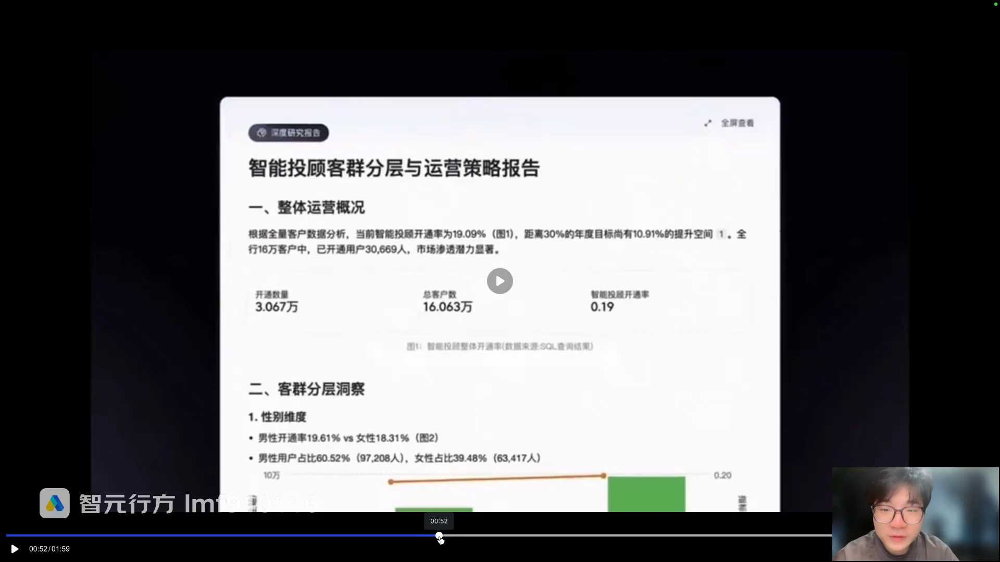 深度研究报告
全屏查看
智能投顾客群分层与运营策略报告
一、整体运营概况
根据全量客户数据分析，当前智能投顾开通率为19.09%（图1），距离30%的年度目标尚有10.91%的提升空间 1 。全
行16万客户中，已开通用户30,669人，市场渗透潜力显著。
开通数量
3.067万
总客户数
16.063万
智能投顾开通率
0.19
图1：智能投顾整体开通率(数据来源:SQL查询结果)
二、客群分层洞察
1. 性别维度
• 男性开通率19.61% vs 女性18.31%（图2）
• 男性用户占比60.52%（97,208人），女性占比39.48%（63,417人）
10万
0.20
智元行方
00:52
00:52/01:59